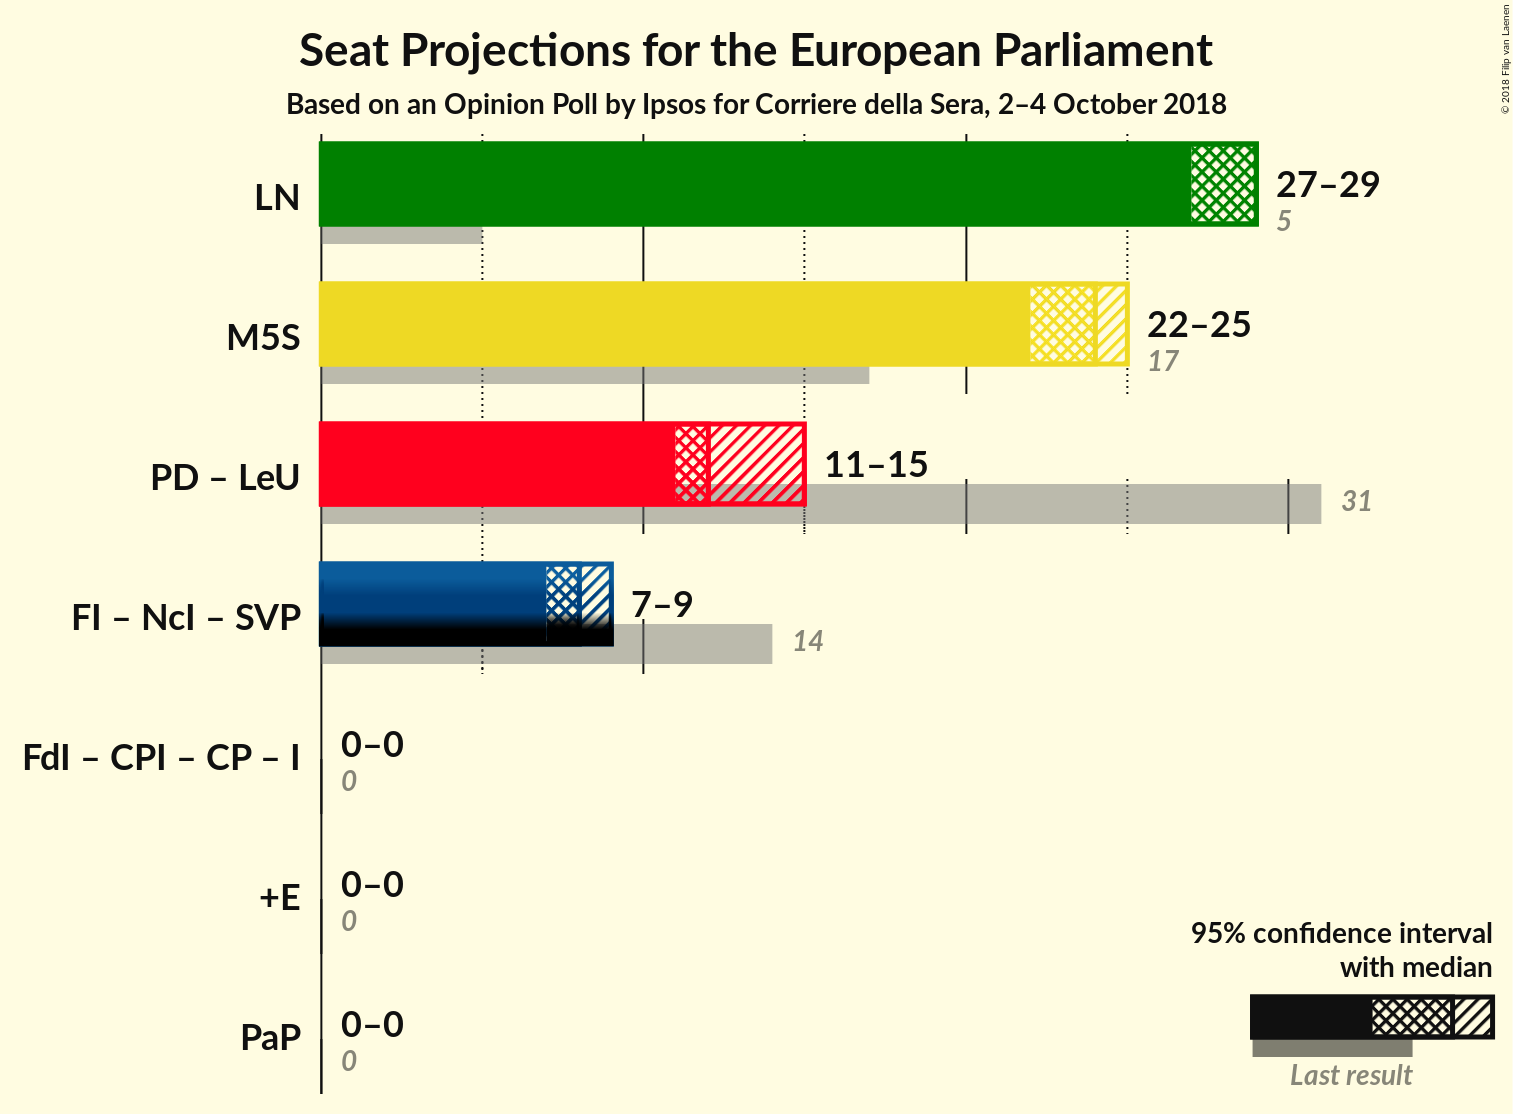 Seat Projections for the European Parliament
Based on an Opinion Poll by Ipsos for Corriere della Sera, 2–4 October 2018
© 2018 Filip van Laenen
LN
27–29
5
M5S
22–25
17
PD – LeU
11–15
31
FI – NcI – SVP
7–9
14
FdI – CPI – CP – I
0–0
0
+E
0–0
0
PaP
0–0
0
95% confidence interval
with median
Last result